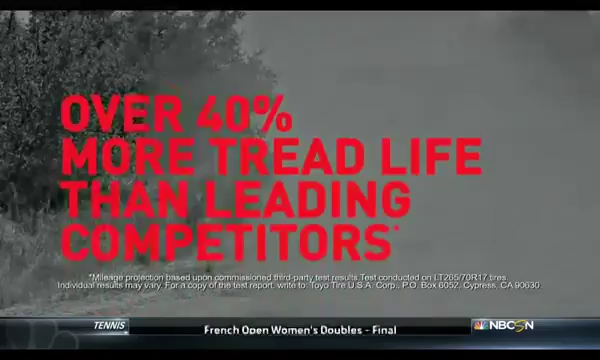 OVER 40%
MORE TREAD LIFE
THAN LEADING
COMPETITORS*
*Mileage projection based upon commissioned third-party test results. Test conducted on LT265/70R17 tires.
Individual results may vary. For a copy of the test report, write to: Toyo Tire U.S.A. Corp., P.O. Box 6052, Cypress, CA 90630
TENNIS French Open Women's Doubles - Final NBCSN